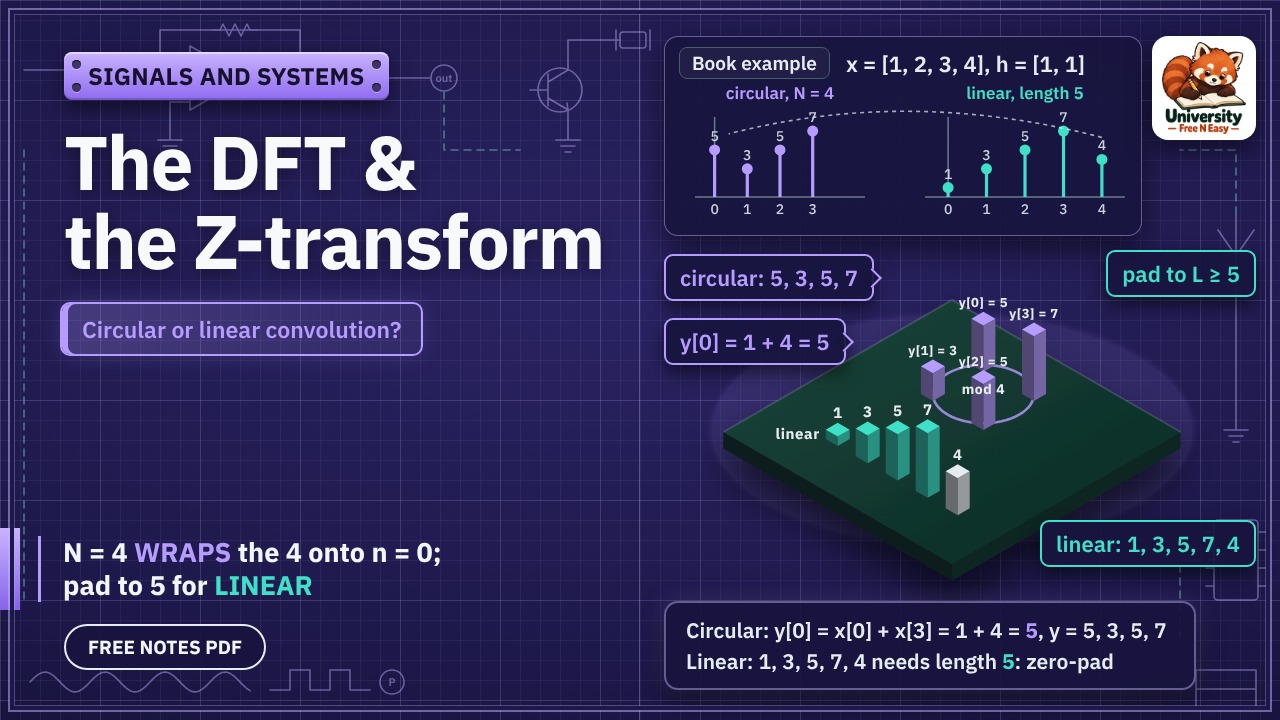 SIGNALS AND SYSTEMS
out
The DFT &
the Z-transform
Circular or linear convolution?
N = 4 WRAPS the 4 onto n = 0;
pad to 5 for LINEAR
FREE NOTES PDF
P
Book example
x = [1, 2, 3, 4], h = [1, 1]
circular, N = 4
linear, length 5
5 3 5 7
0 1 2 3
1 3 5 7 4
0 1 2 3 4
University
Free N Easy
circular: 5, 3, 5, 7
pad to L ≥ 5
y[0] = 1 + 4 = 5
y[0] = 5
y[3] = 7
y[1] = 3
y[2] = 5
mod 4
linear
1 3 5 7 4
linear: 1, 3, 5, 7, 4
Circular: y[0] = x[0] + x[3] = 1 + 4 = 5, y = 5, 3, 5, 7
Linear: 1, 3, 5, 7, 4 needs length 5: zero-pad